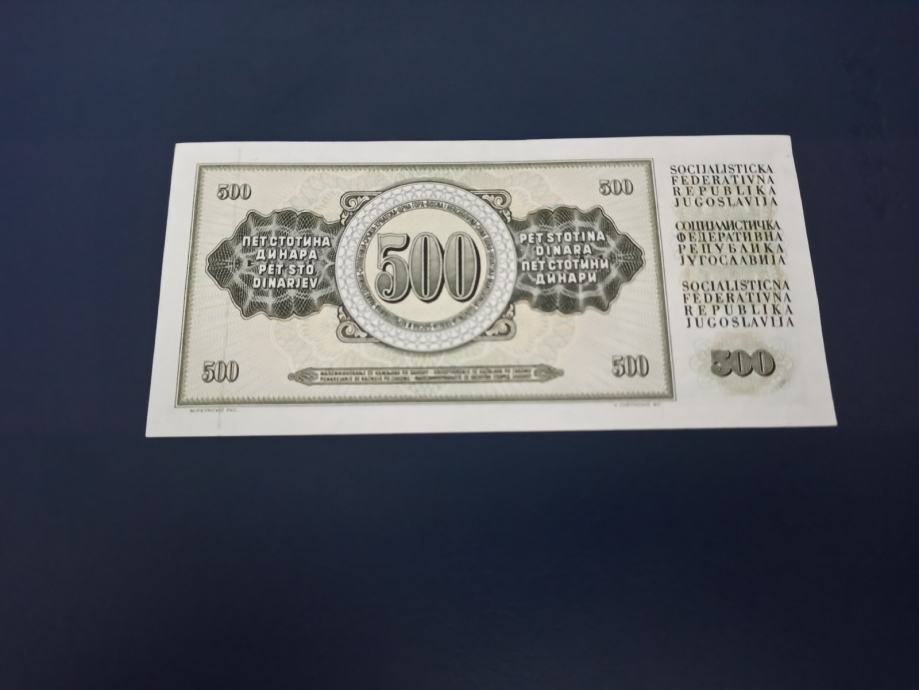 500
500
ПЕТ СТОТИНА
ДИНАРА
PET STO
DINARJEV
500
PET STOTINA
DINARA
ПЕТ СТОТИНИ
ДИНАРИ
500
500
SOCIJALISTICKA
FEDERATIVNA
REPUBLIKA
JUGOSLAVIJA
СОЦИЈАЛИСТИЧКА
ФЕДЕРАТИВНА
РЕПУБЛИКА
ЈУГОСЛАВИЈА
SOCIALISTICNA
FEDERATIVNA
REPUBLIKA
JUGOSLAVIJA
500